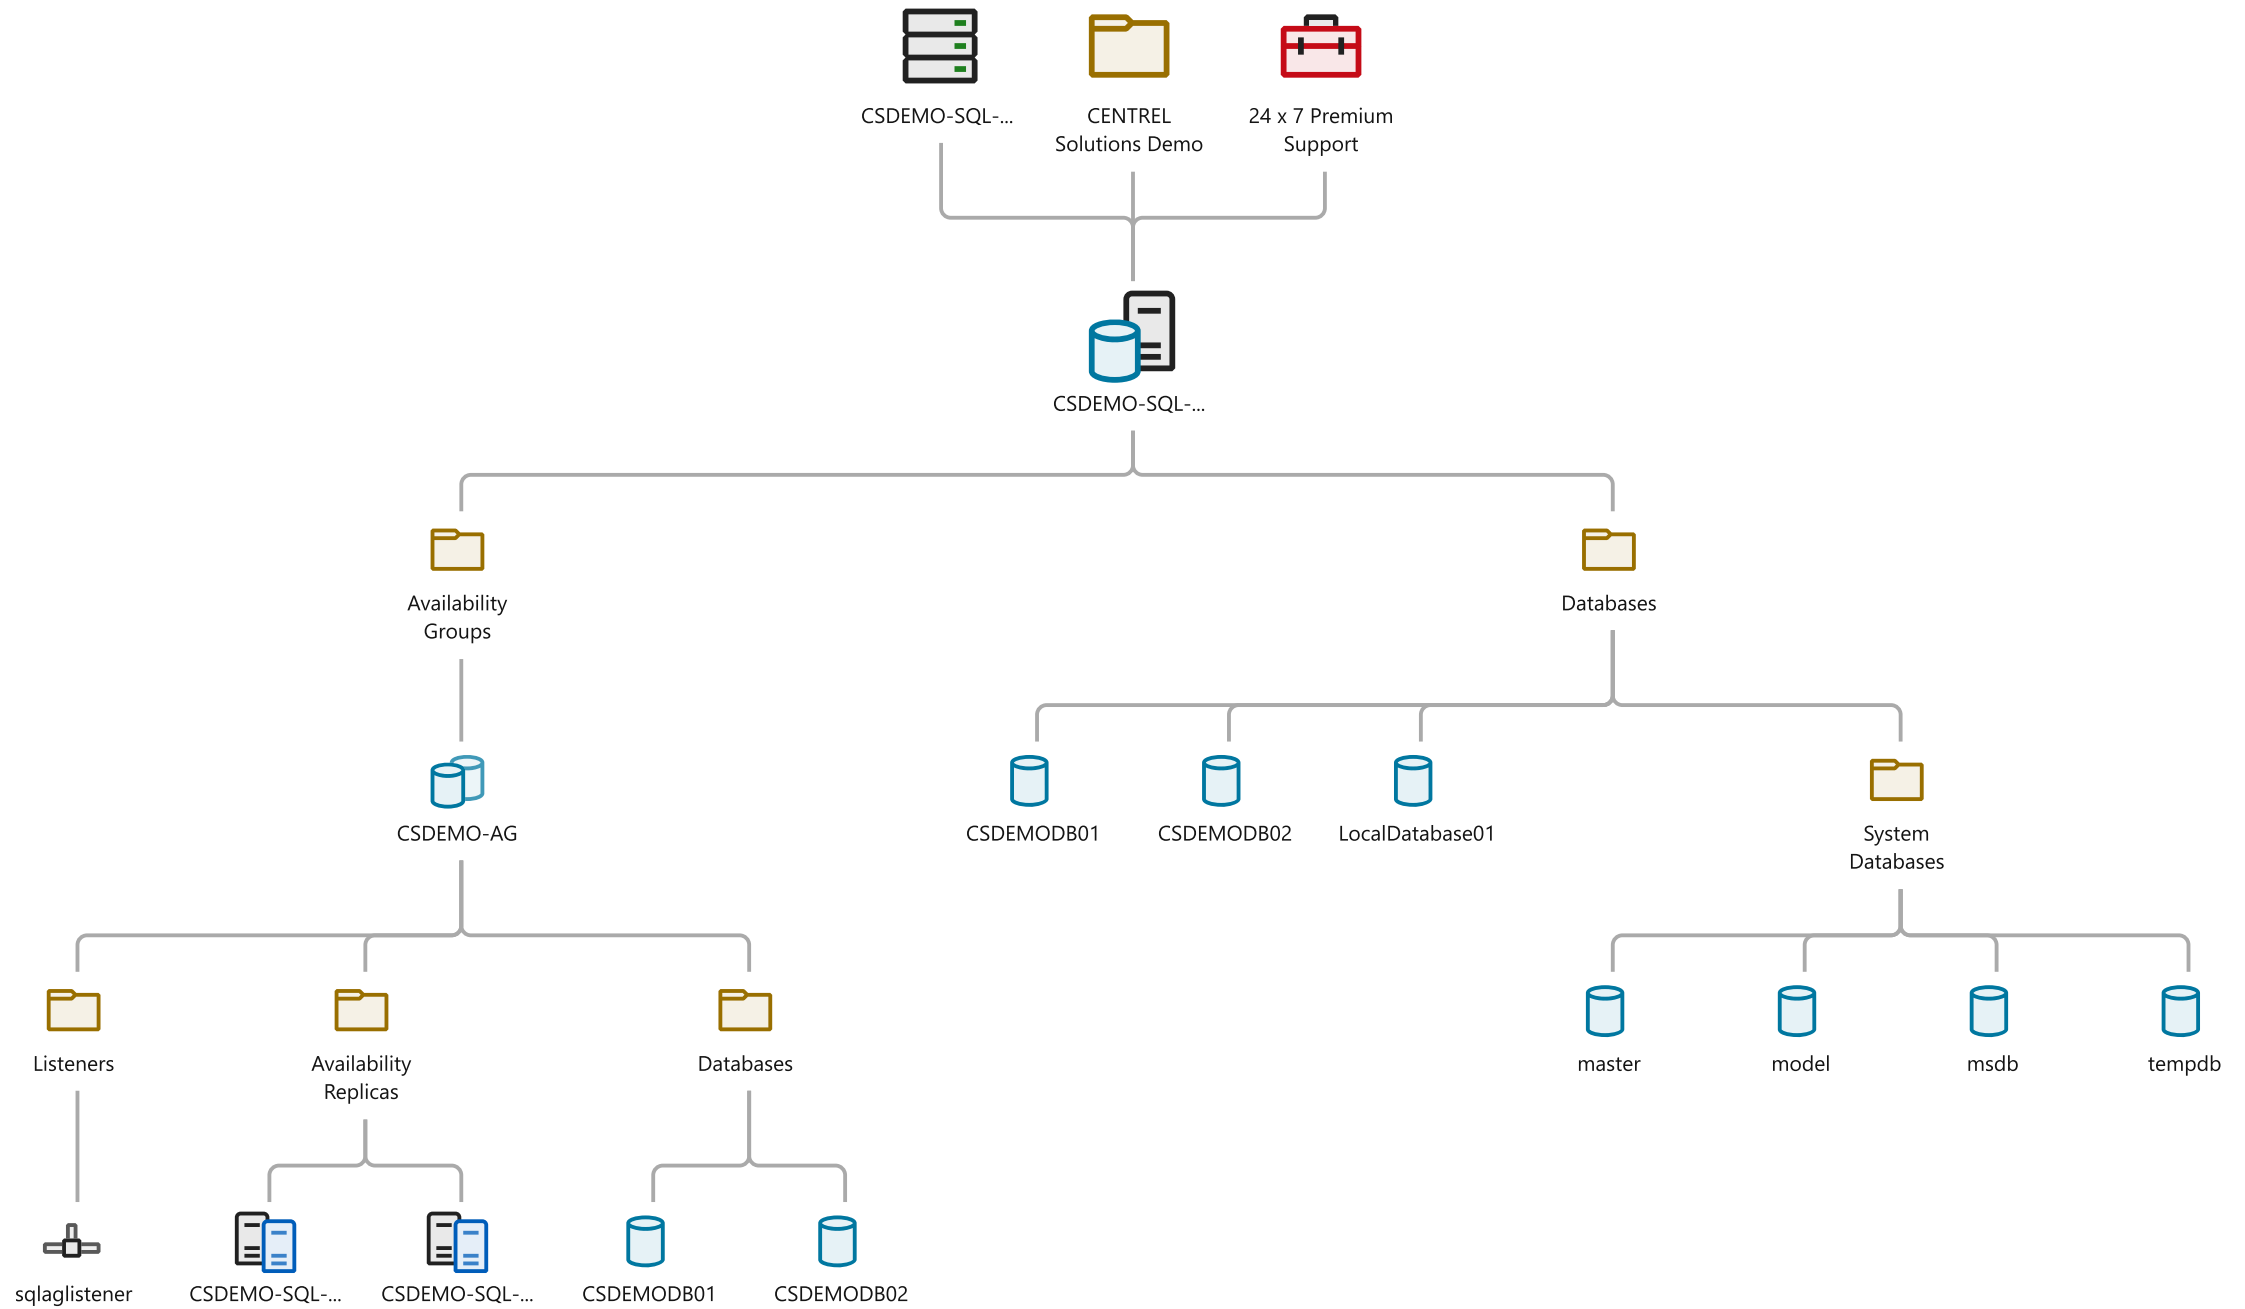 CSDEMO-SQL-...
CENTREL
Solutions Demo
24 x 7 Premium
Support
CSDEMO-SQL-...
Availability
Groups
Databases
CSDEMO-AG
CSDEMODB01
CSDEMODB02
LocalDatabase01
System
Databases
Listeners
Availability
Replicas
Databases
master
model
msdb
tempdb
sqlaglistener
CSDEMO-SQL-...
CSDEMO-SQL-...
CSDEMODB01
CSDEMODB02